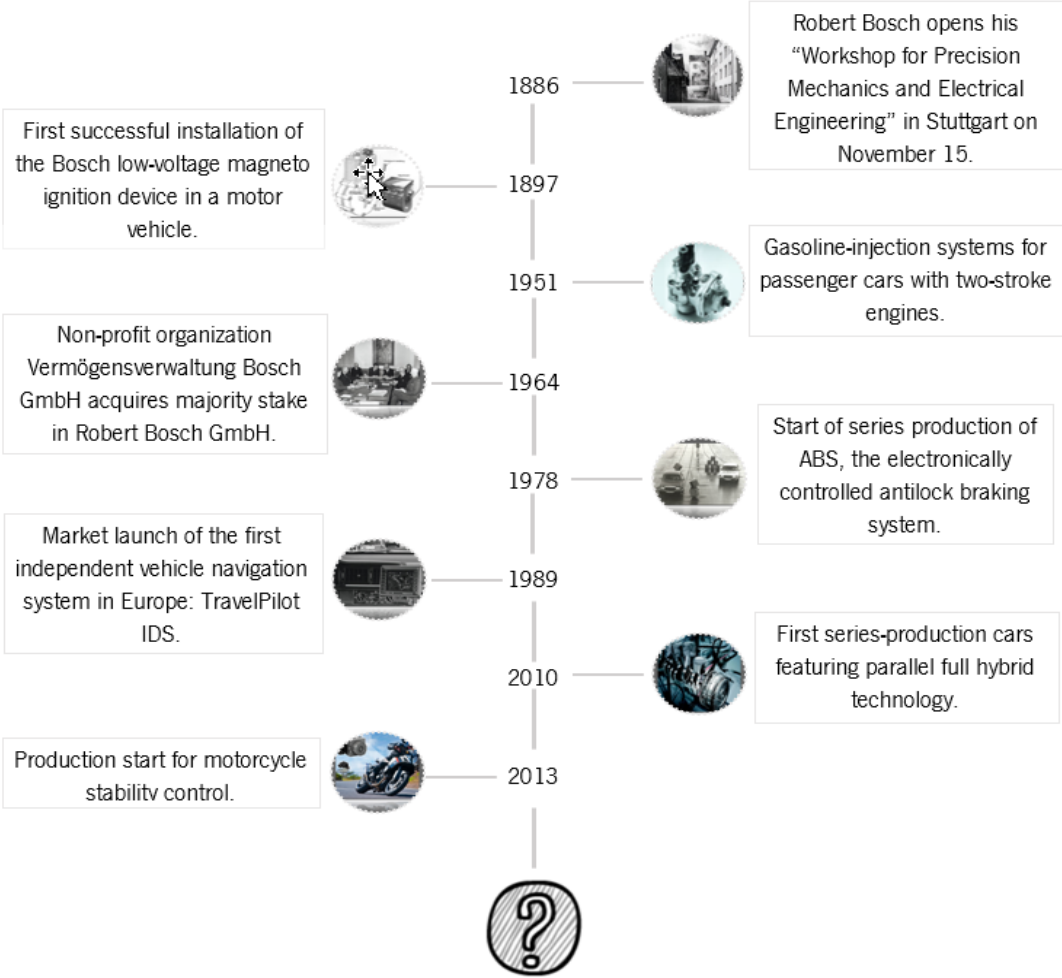 1886
Robert Bosch opens his
“Workshop for Precision
Mechanics and Electrical
Engineering” in Stuttgart on
November 15.
First successful installation of
the Bosch low-voltage magneto
ignition device in a motor
vehicle.
1897
1951
Gasoline-injection systems for
passenger cars with two-stroke
engines.
Non-profit organization
Vermögensverwaltung Bosch
GmbH acquires majority stake
in Robert Bosch GmbH.
1964
1978
Start of series production of
ABS, the electronically
controlled antilock braking
system.
Market launch of the first
independent vehicle navigation
system in Europe: TravelPilot
IDS.
1989
2010
First series-production cars
featuring parallel full hybrid
technology.
Production start for motorcycle
stability control.
2013
?